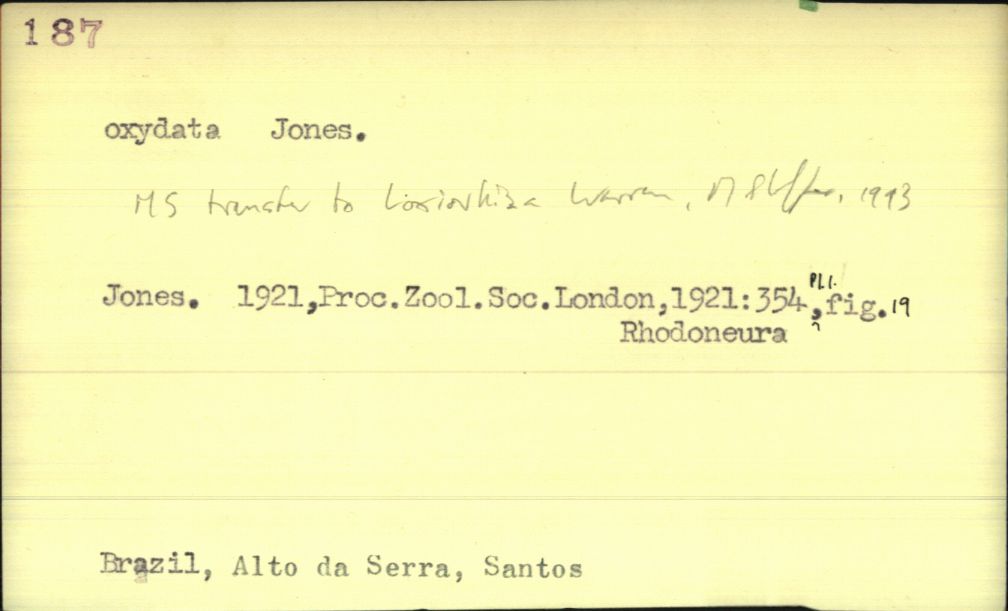 187
oxydata Jones.
MS transfer to Warren, 1993
Jones. 1921,Proc.Zool.Soc.London,1921:354, Pl.1. fig.19
Rhodoneura
Brazil, Alto da Serra, Santos